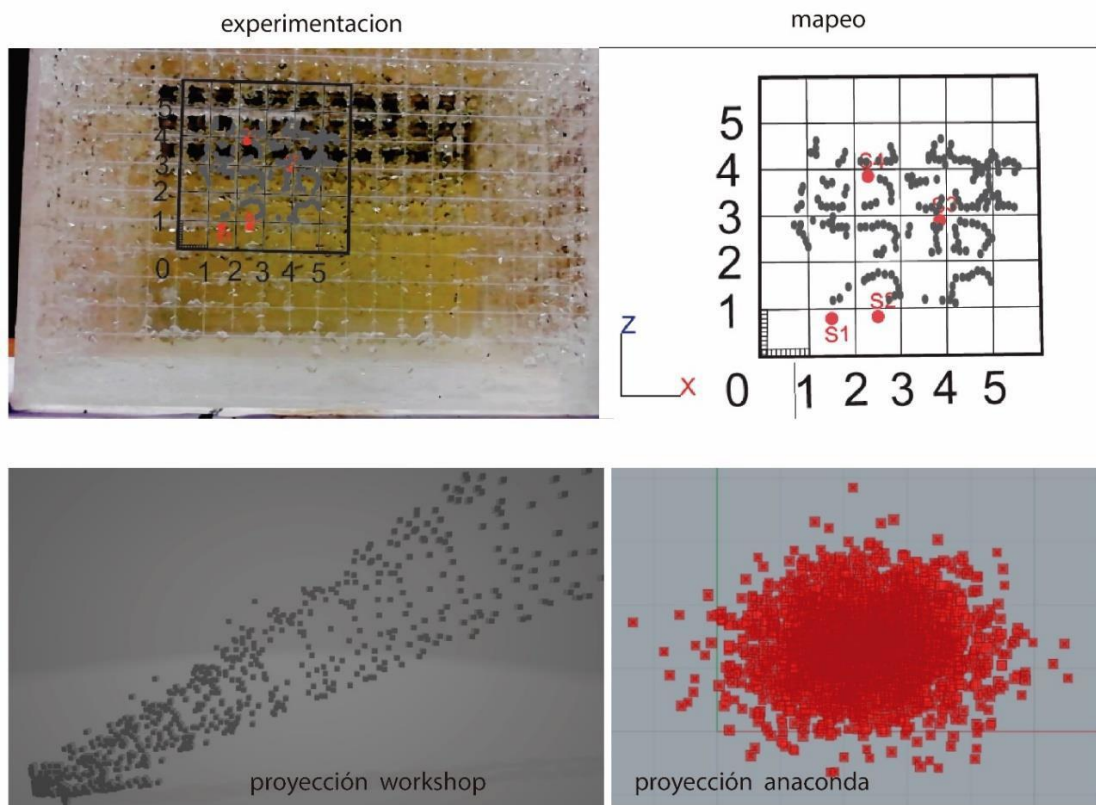 experimentacion
mapeo
5
4
3
2
1
0 1 2 3 4 5
5
4
3
2
1
S4
S3
S2
S1
Z
X
0 1 2 3 4 5
proyección workshop
proyección anaconda